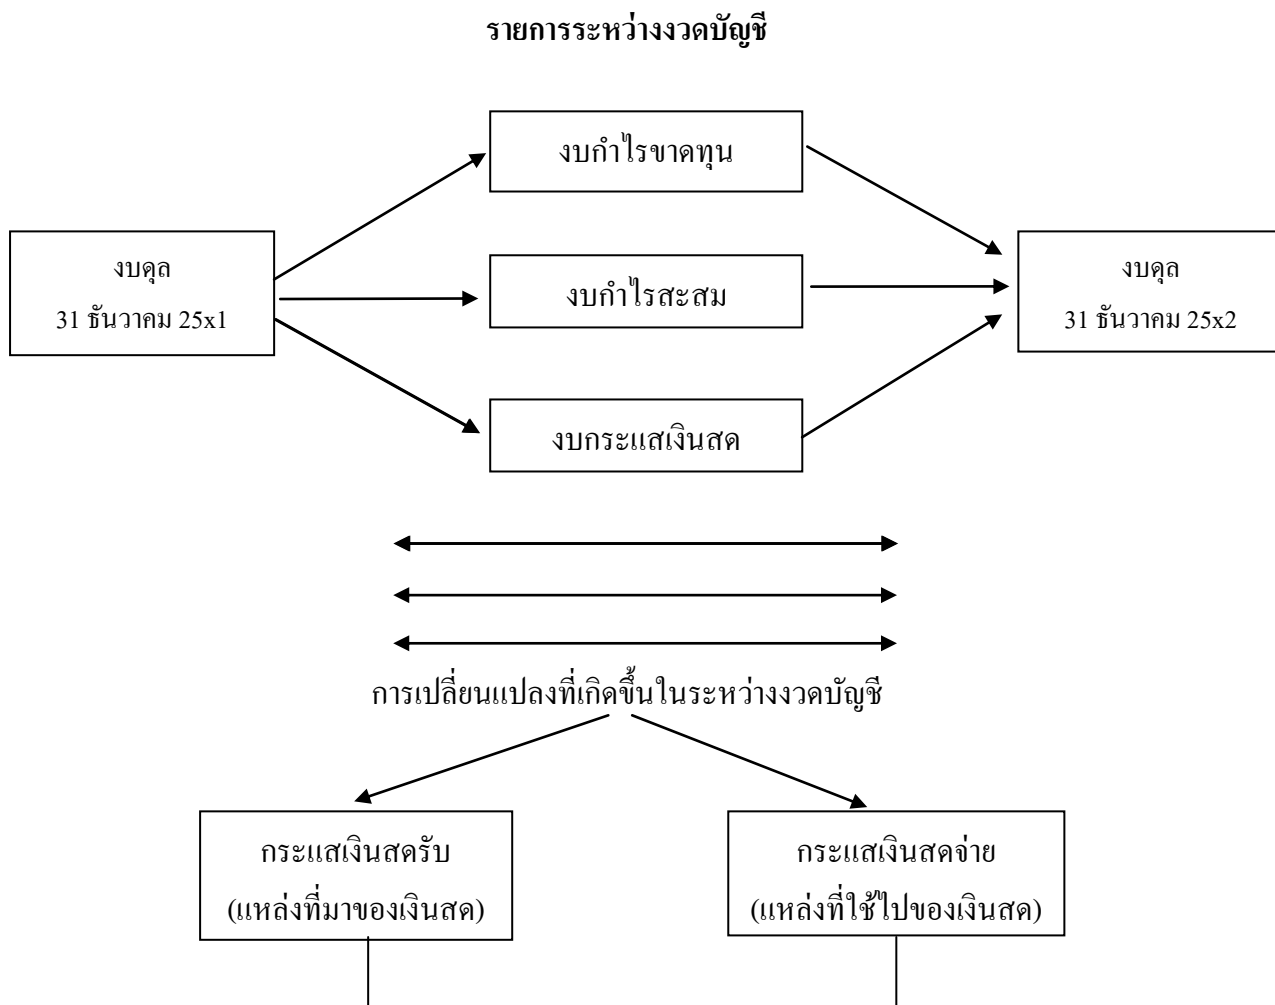 รายการระหว่างงวดบัญชี
งบกำไรขาดทุน
งบดุล
31 ธันวาคม 25x1
งบกำไรสะสม
งบดุล
31 ธันวาคม 25x2
งบกระแสเงินสด
การเปลี่ยนแปลงที่เกิดขึ้นในระหว่างงวดบัญชี
กระแสเงินสดรับ
(แหล่งที่มาของเงินสด)
กระแสเงินสดจ่าย
(แหล่งที่ใช้ไปของเงินสด)